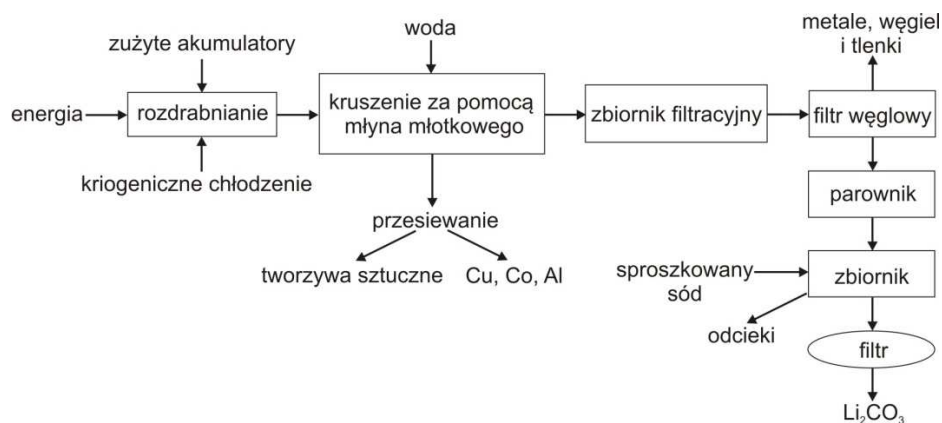 zużyte akumulatory
energia
rozdrabnianie
kriogeniczne chłodzenie
woda
kruszenie za pomocą
młyna młotkowego
przesiewanie
tworzywa sztuczne
Cu, Co, Al
zbiornik filtracyjny
metale, węgiel
i tlenki
filtr węglowy
parownik
sproszkowany
sód
zbiornik
odcieki
filtr
Li₂CO₃